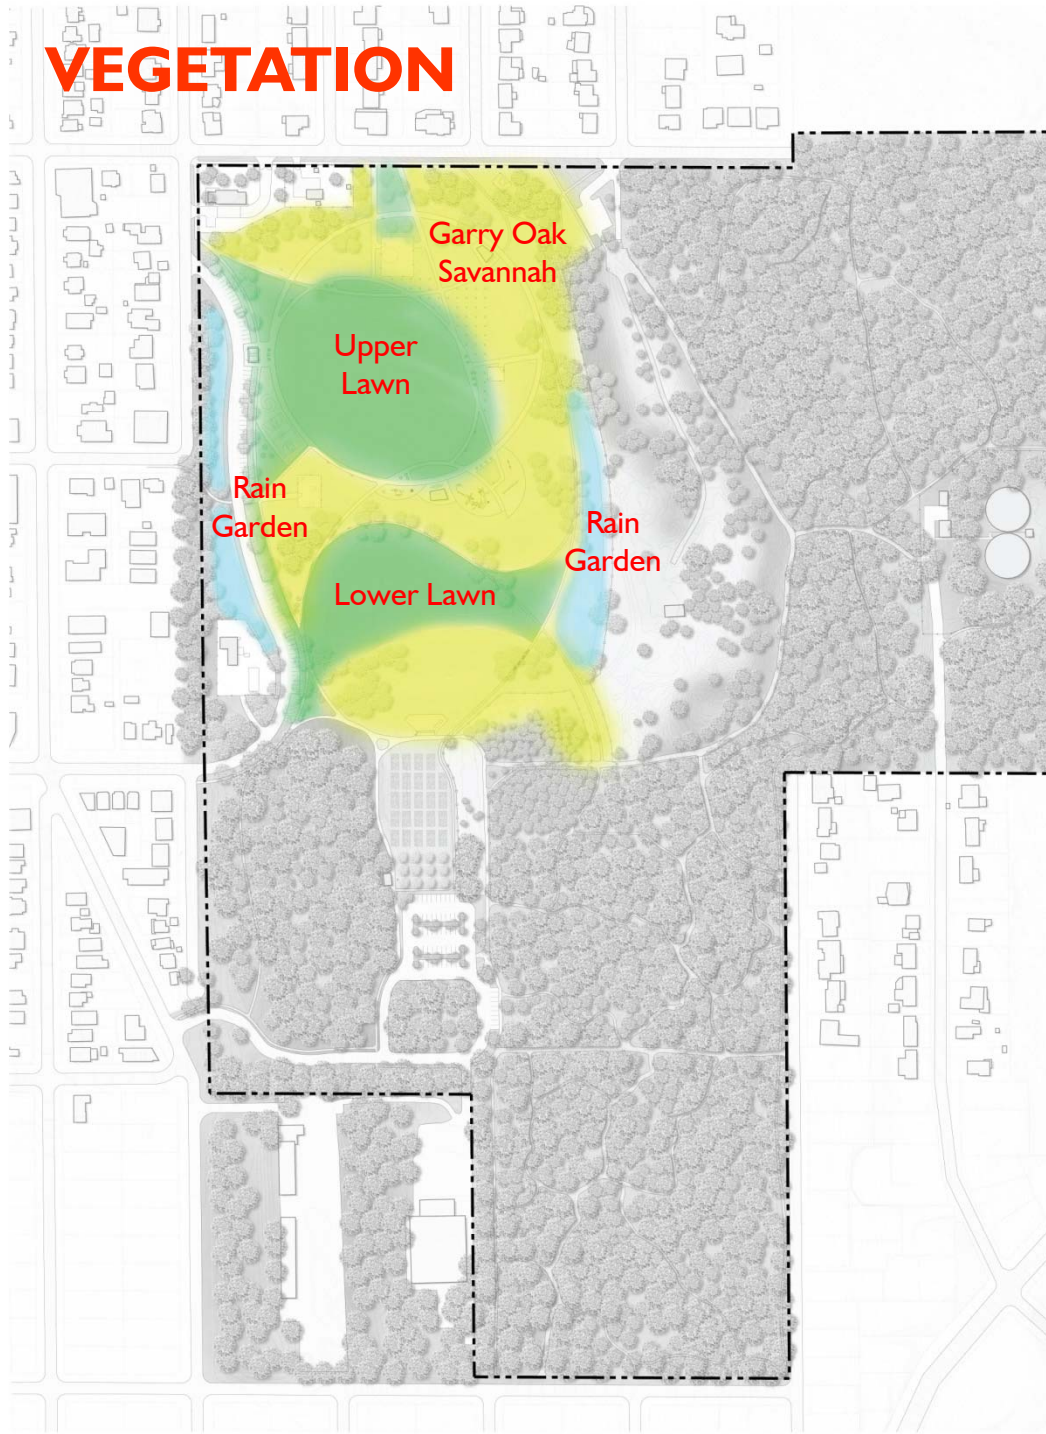 VEGETATION
Garry Oak
Savannah
Upper
Lawn
Rain
Garden
Rain
Garden
Lower Lawn